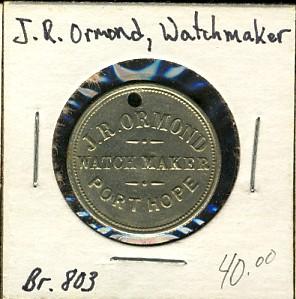 J.R. Ormond, Watchmaker
J.R. ORMOND
WATCH MAKER
PORT HOPE
Br. 803
40.00